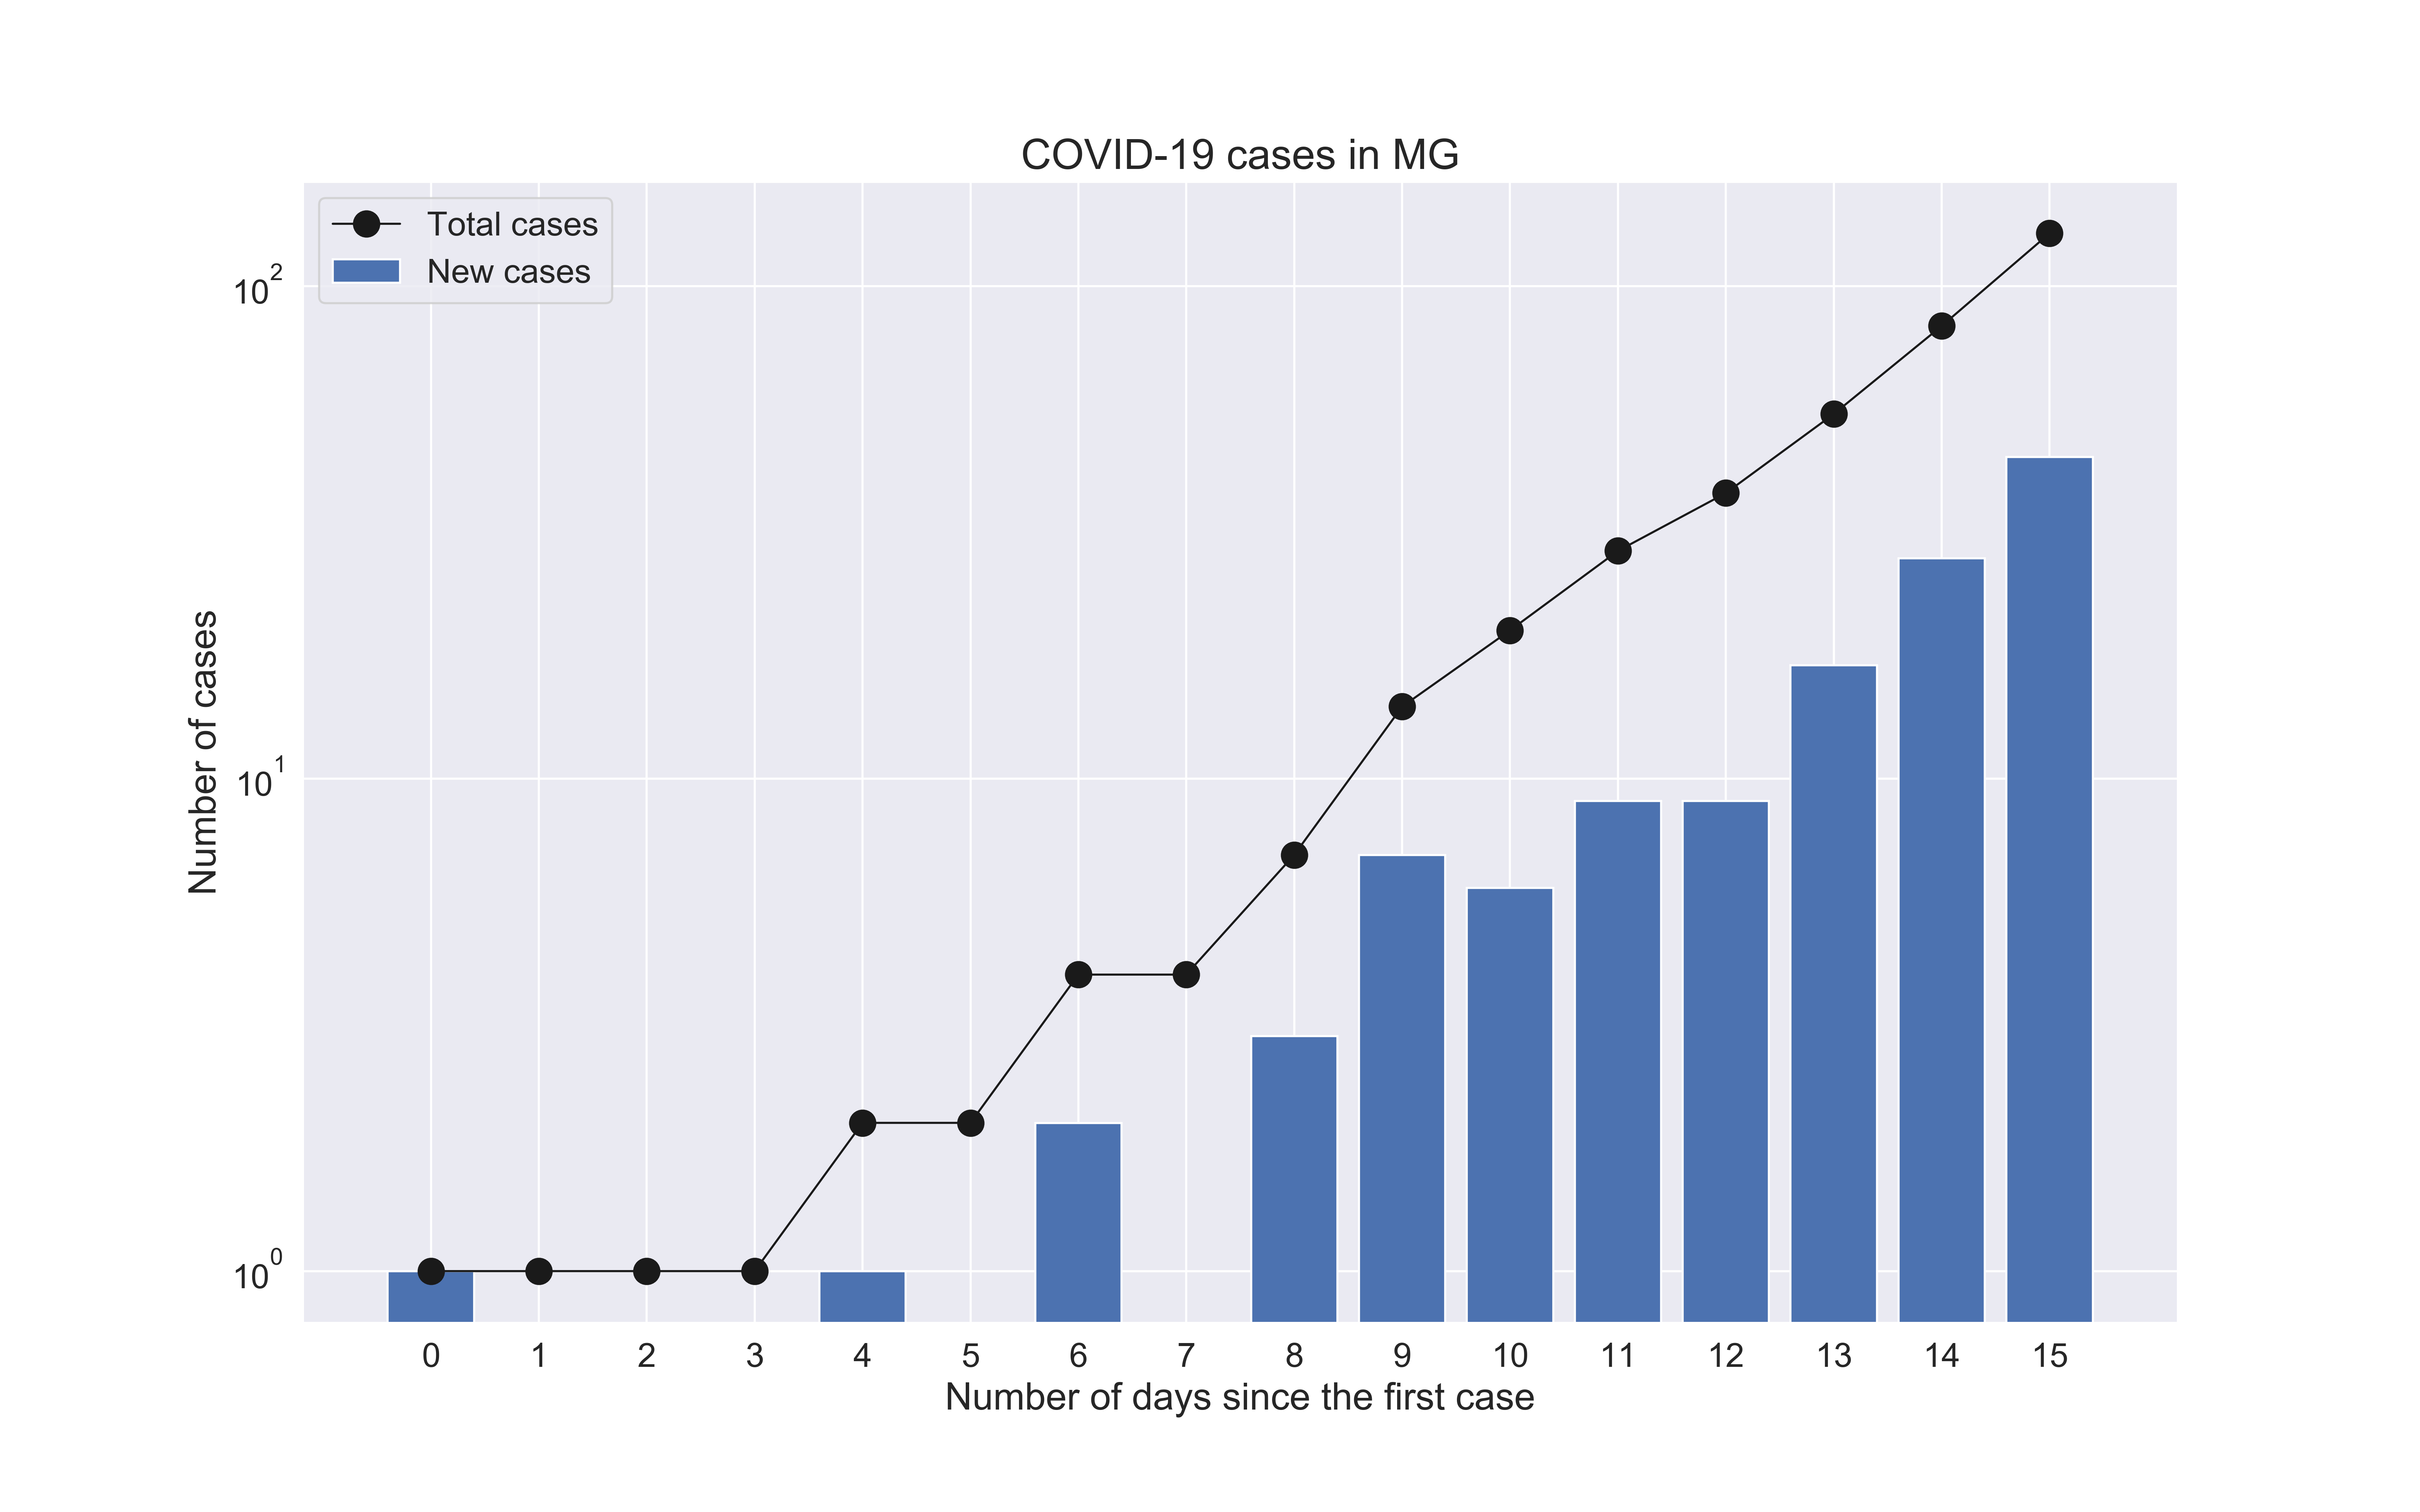 COVID-19 cases in MG
Total cases
New cases
10²
10¹
10⁰
Number of cases
0 1 2 3 4 5 6 7 8 9 10 11 12 13 14 15
Number of days since the first case